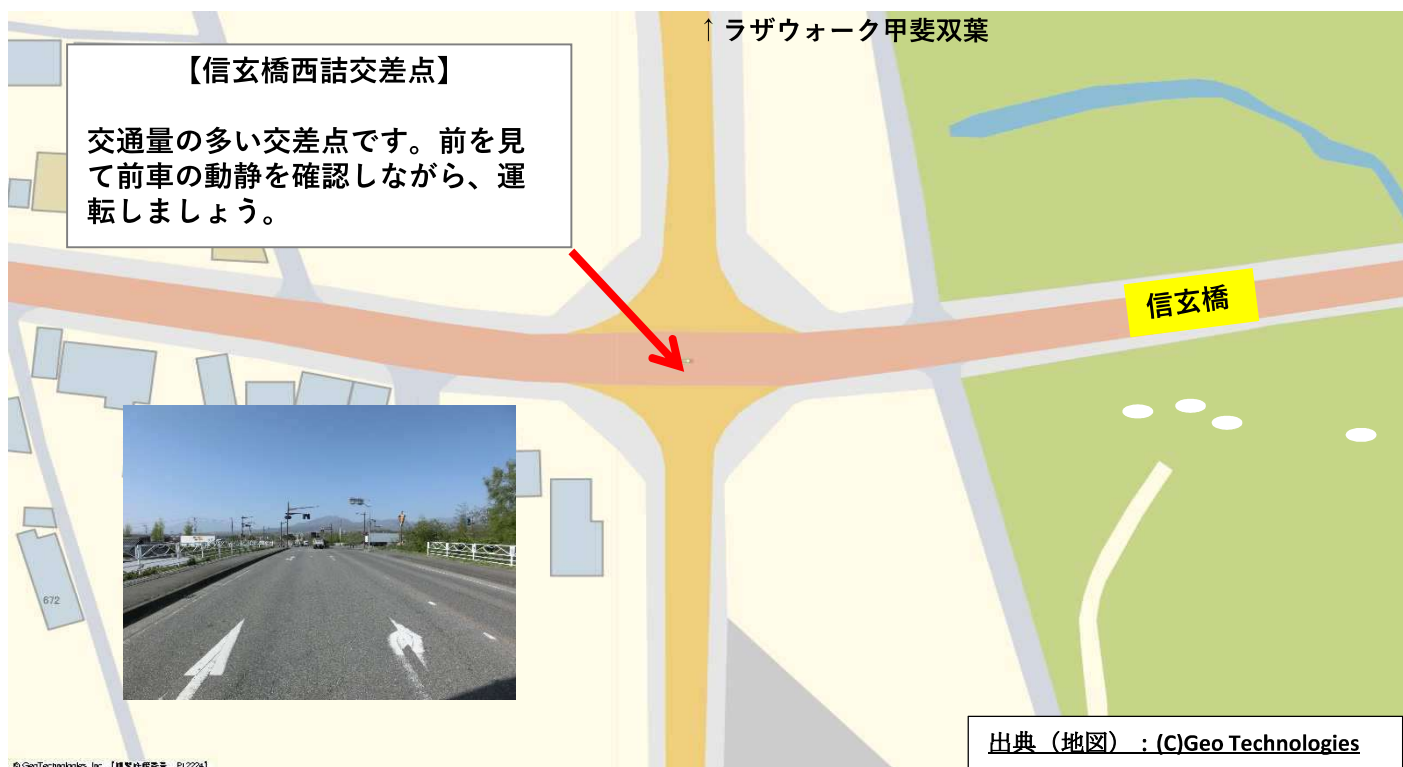 ↑ ラザウォーク甲斐双葉
【信玄橋西詰交差点】
交通量の多い交差点です。前を見
て前車の動静を確認しながら、運
転しましょう。
信玄橋
672
出典（地図）：(C)Geo Technologies
© GeoTechnologies, Inc.